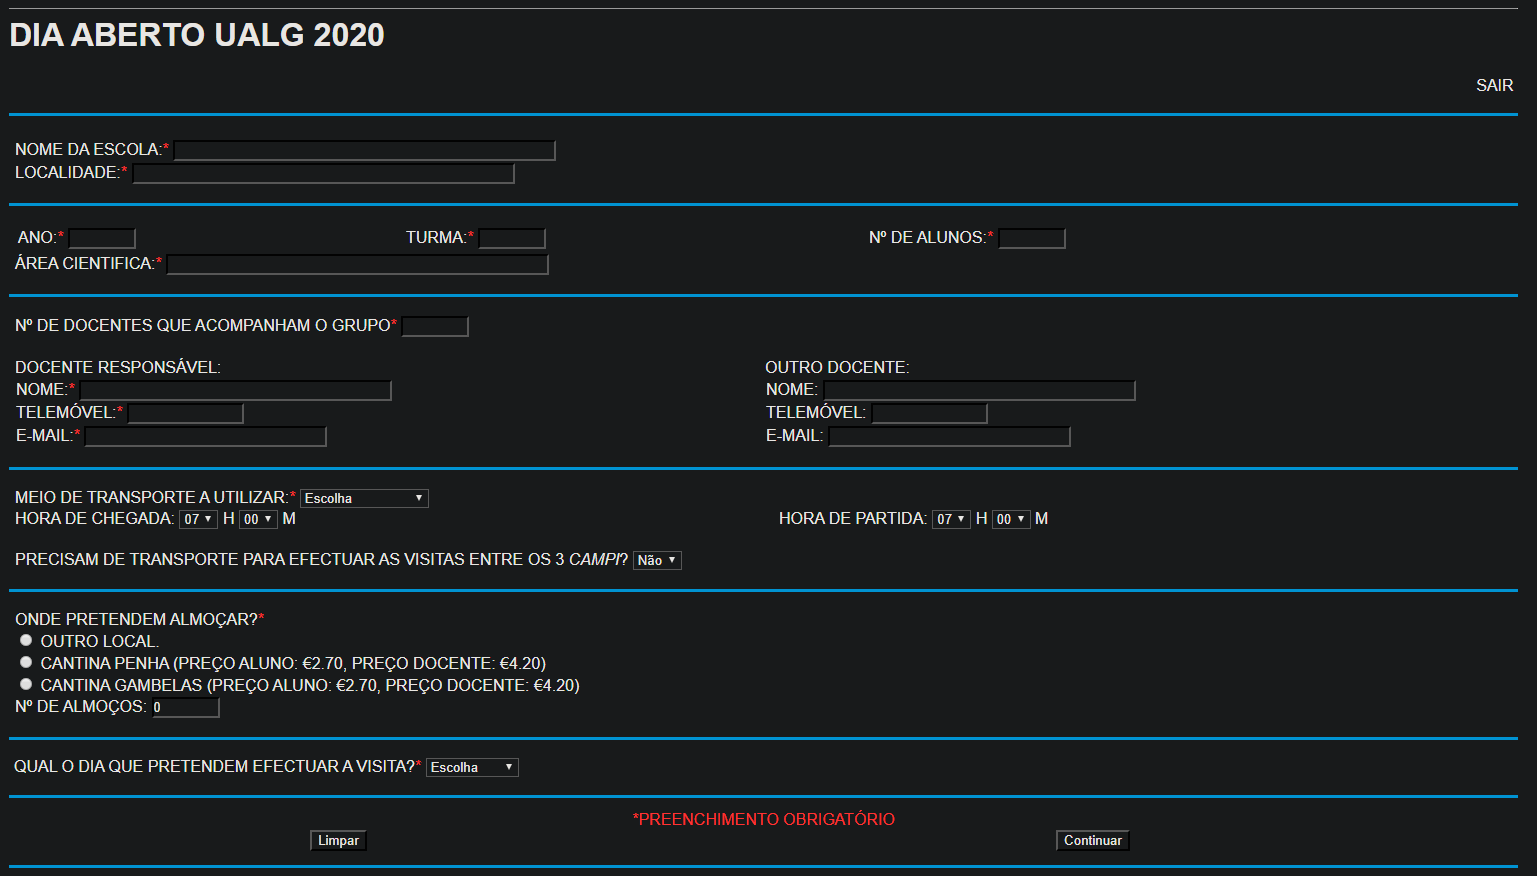 DIA ABERTO UALG 2020
SAIR
NOME DA ESCOLA:*
LOCALIDADE:*
ANO:* TURMA:* Nº DE ALUNOS:*
ÁREA CIENTIFICA:*
Nº DE DOCENTES QUE ACOMPANHAM O GRUPO*
DOCENTE RESPONSÁVEL: OUTRO DOCENTE:
NOME:* NOME:
TELEMÓVEL:* TELEMÓVEL:
E-MAIL:* E-MAIL:
MEIO DE TRANSPORTE A UTILIZAR:* Escolha
HORA DE CHEGADA: 07 H 00 M HORA DE PARTIDA: 07 H 00 M
PRECISAM DE TRANSPORTE PARA EFECTUAR AS VISITAS ENTRE OS 3 CAMPI? Não
ONDE PRETENDEM ALMOÇAR?*
OUTRO LOCAL.
CANTINA PENHA (PREÇO ALUNO: €2.70, PREÇO DOCENTE: €4.20)
CANTINA GAMBELAS (PREÇO ALUNO: €2.70, PREÇO DOCENTE: €4.20)
Nº DE ALMOÇOS: 0
QUAL O DIA QUE PRETENDEM EFECTUAR A VISITA?* Escolha
*PREENCHIMENTO OBRIGATÓRIO
Limpar Continuar